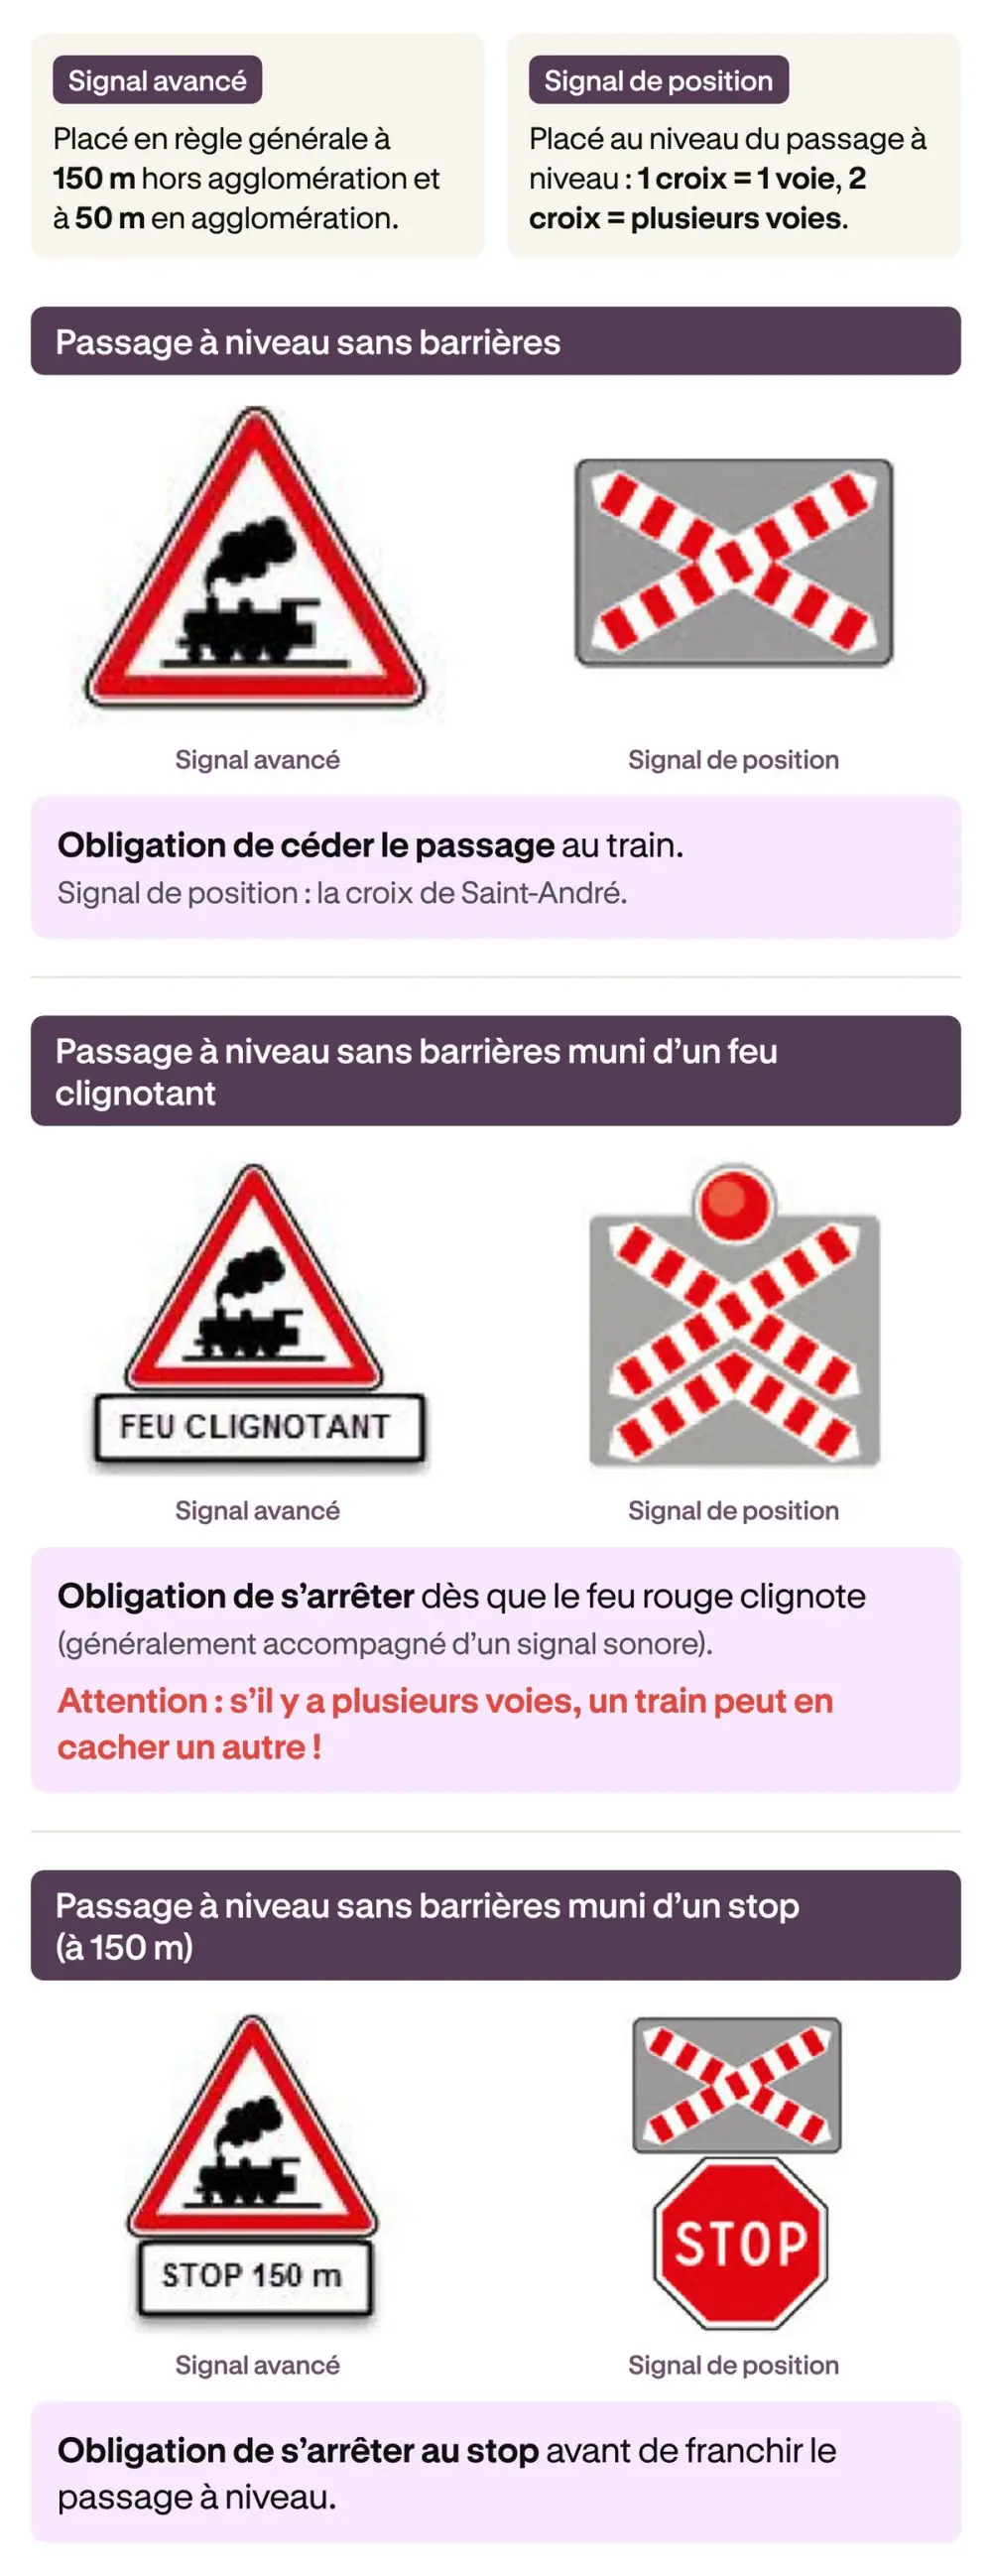 Signal avancé
Placé en règle générale à
150 m hors agglomération et
à 50 m en agglomération.
Signal de position
Placé au niveau du passage à
niveau : 1 croix = 1 voie, 2
croix = plusieurs voies.
Passage à niveau sans barrières
Signal avancé
Signal de position
Obligation de céder le passage au train.
Signal de position : la croix de Saint-André.
Passage à niveau sans barrières muni d’un feu
clignotant
FEU CLIGNOTANT
Signal avancé
Signal de position
Obligation de s’arrêter dès que le feu rouge clignote
(généralement accompagné d’un signal sonore).
Attention : s’il y a plusieurs voies, un train peut en
cacher un autre !
Passage à niveau sans barrières muni d’un stop
(à 150 m)
STOP 150 m
STOP
Signal avancé
Signal de position
Obligation de s’arrêter au stop avant de franchir le
passage à niveau.